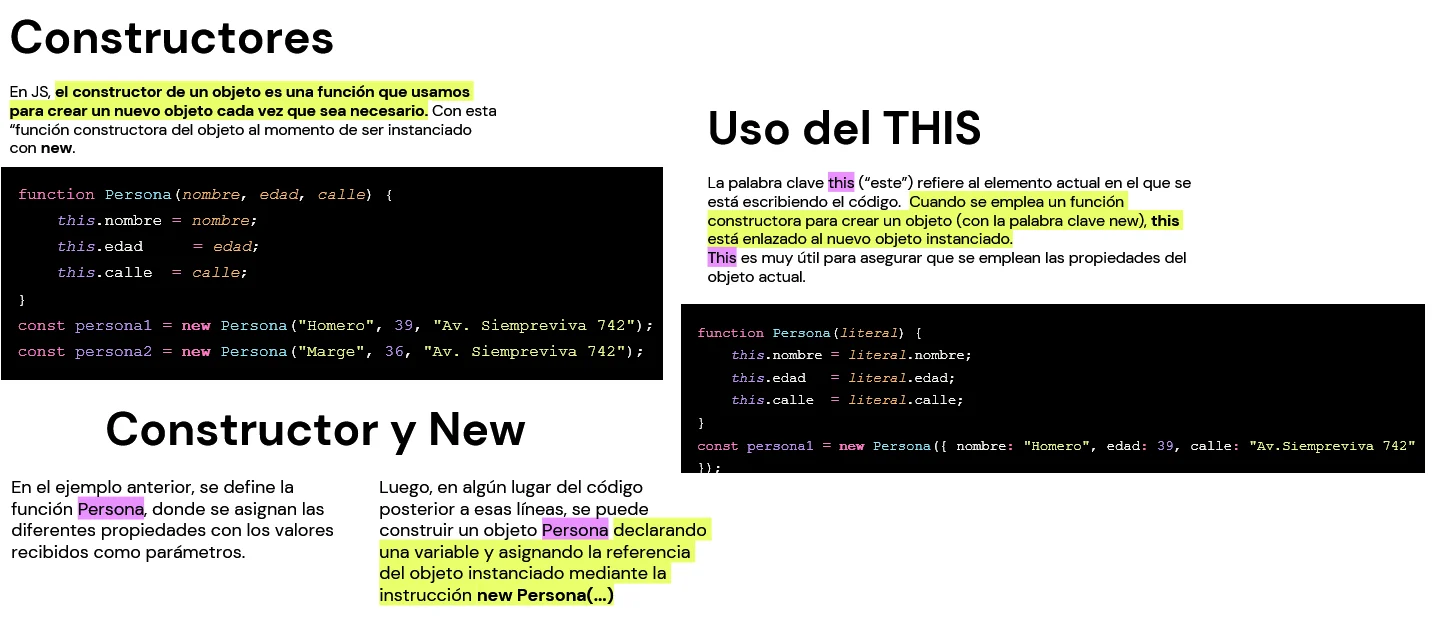 Constructores
En JS, el constructor de un objeto es una función que usamos
para crear un nuevo objeto cada vez que sea necesario. Con esta
“función constructora del objeto al momento de ser instanciado
con new.
function Persona(nombre, edad, calle) {
    this.nombre = nombre;
    this.edad     = edad;
    this.calle  = calle;
}
const persona1 = new Persona("Homero", 39, "Av. Siempreviva 742");
const persona2 = new Persona("Marge", 36, "Av. Siempreviva 742");
Constructor y New
En el ejemplo anterior, se define la
función Persona, donde se asignan las
diferentes propiedades con los valores
recibidos como parámetros.
Luego, en algún lugar del código
posterior a esas líneas, se puede
construir un objeto Persona declarando
una variable y asignando la referencia
del objeto instanciado mediante la
instrucción new Persona(...)
Uso del THIS
La palabra clave this (“este”) refiere al elemento actual en el que se
está escribiendo el código.  Cuando se emplea un función
constructora para crear un objeto (con la palabra clave new), this
está enlazado al nuevo objeto instanciado.
This es muy útil para asegurar que se emplean las propiedades del
objeto actual.
function Persona(literal) {
    this.nombre = literal.nombre;
    this.edad   = literal.edad;
    this.calle  = literal.calle;
}
const persona1 = new Persona({ nombre: "Homero", edad: 39, calle: "Av.Siempreviva 742"
});